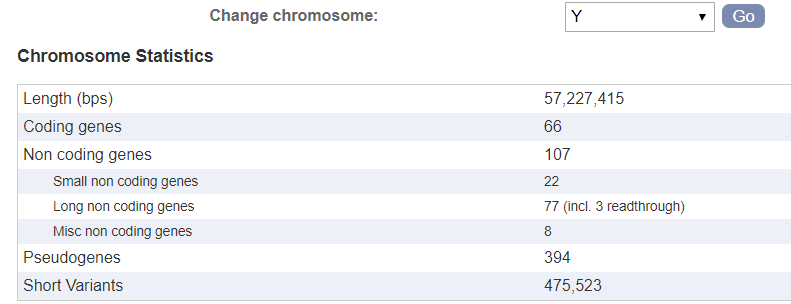 Change chromosome: Y Go
Chromosome Statistics
Length (bps) 57,227,415
Coding genes 66
Non coding genes 107
Small non coding genes 22
Long non coding genes 77 (incl. 3 readthrough)
Misc non coding genes 8
Pseudogenes 394
Short Variants 475,523